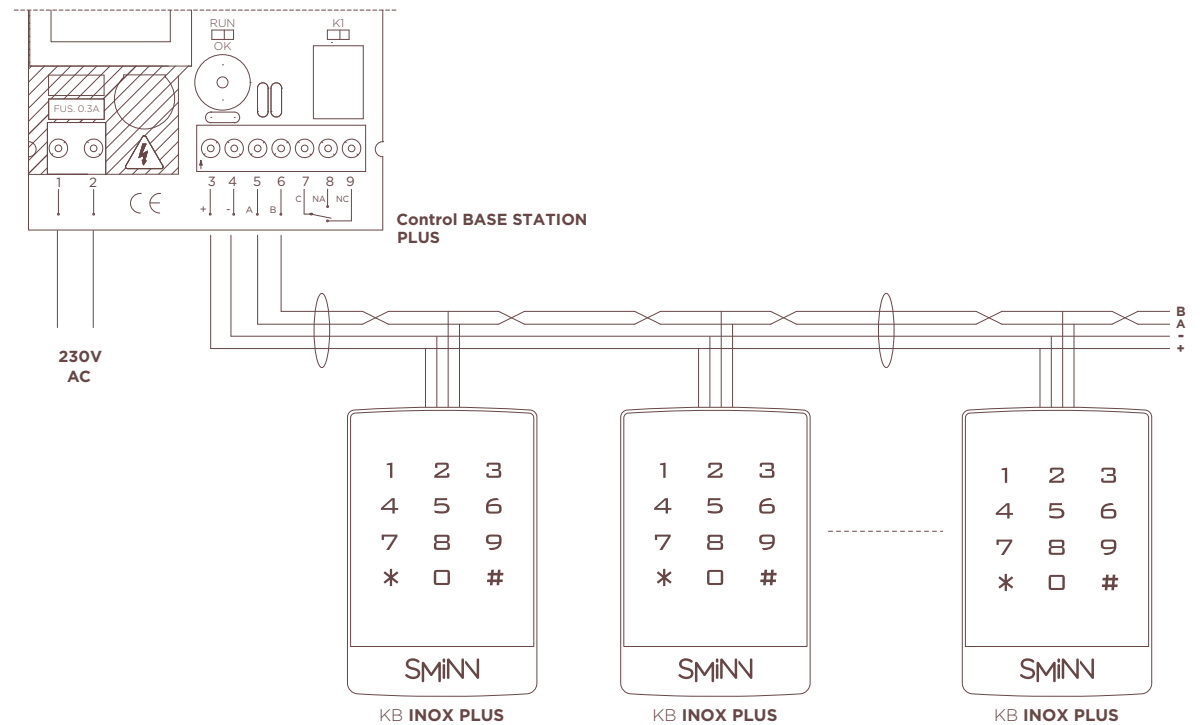 RUN
K1
OK
FUS. 0.3A
3 4 5 6 7 8 9
1 2
C NA NC
+ - A B
CE
Control BASE STATION
PLUS
B
A
-
+
230V
AC
1 2 3
4 5 6
7 8 9
* 0 #
SMiNN
KB INOX PLUS
1 2 3
4 5 6
7 8 9
* 0 #
SMiNN
KB INOX PLUS
1 2 3
4 5 6
7 8 9
* 0 #
SMiNN
KB INOX PLUS